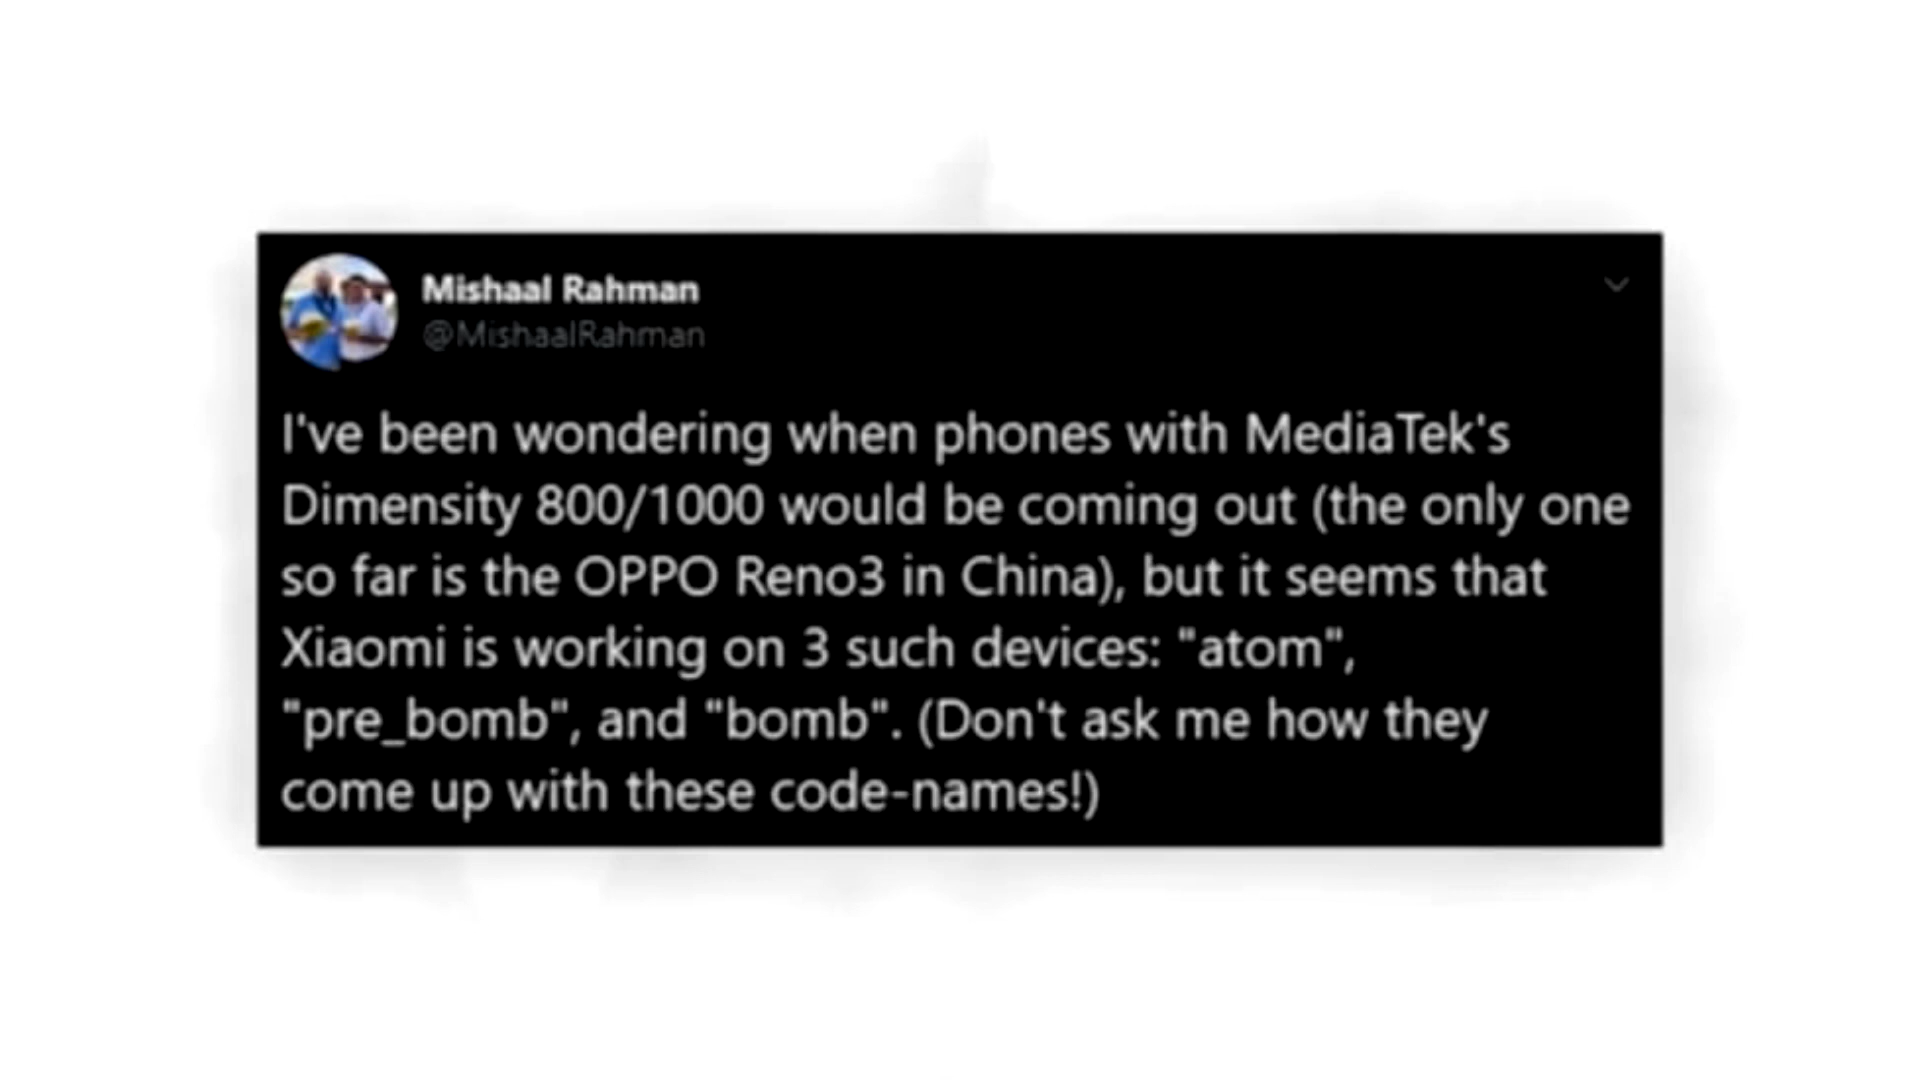 Mishaal Rahman
@MishaalRahman
I've been wondering when phones with MediaTek's
Dimensity 800/1000 would be coming out (the only one
so far is the OPPO Reno3 in China), but it seems that
Xiaomi is working on 3 such devices: "atom",
"pre_bomb", and "bomb". (Don't ask me how they
come up with these code-names!)